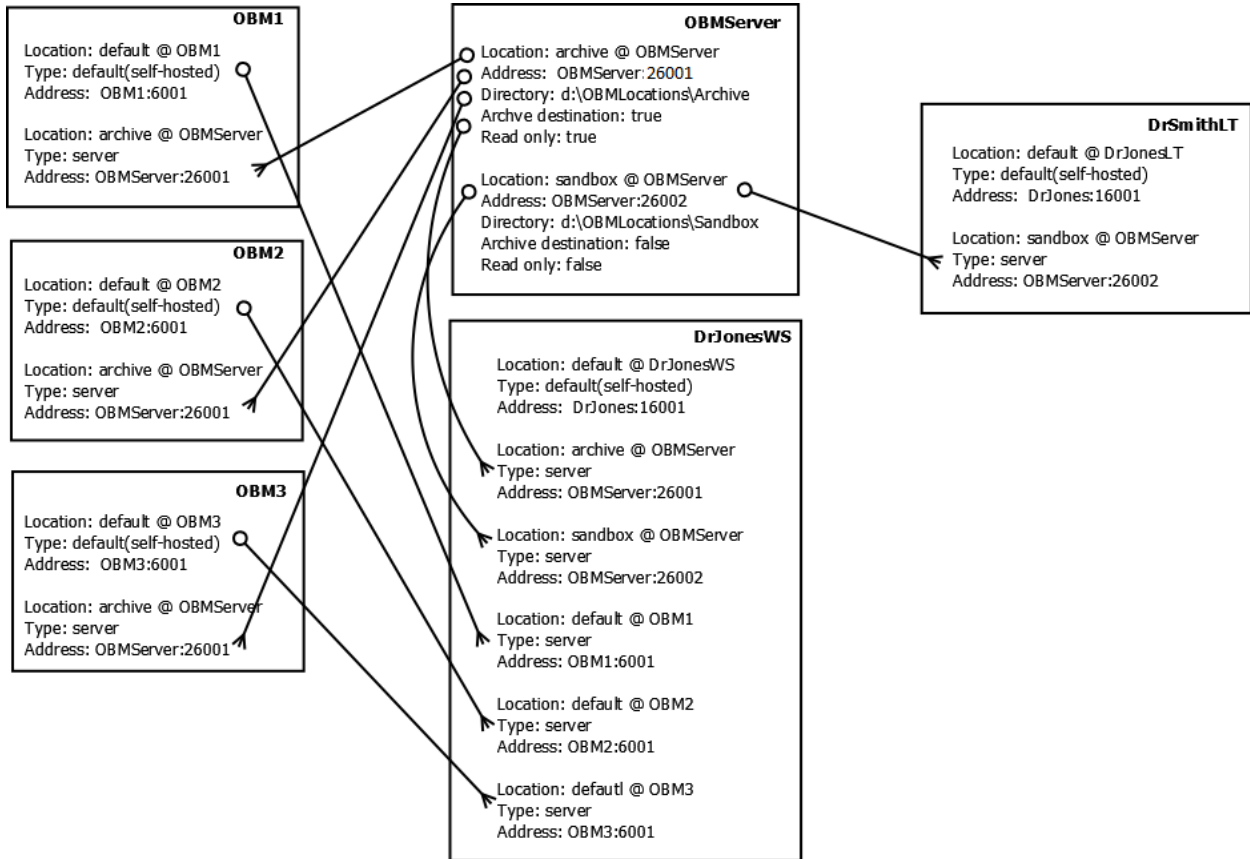 OBM1
Location: default @ OBM1
Type: default(self-hosted)
Address: OBM1:6001
Location: archive @ OBMServer
Type: server
Address: OBMServer:26001
OBM2
Location: default @ OBM2
Type: default(self-hosted)
Address: OBM2:6001
Location: archive @ OBMServer
Type: server
Address: OBMServer:26001
OBM3
Location: default @ OBM3
Type: default(self-hosted)
Address: OBM3:6001
Location: archive @ OBMServer
Type: server
Address: OBMServer:26001
OBMServer
Location: archive @ OBMServer
Address: OBMServer:26001
Directory: d:\OBMLocations\Archive
Archve destination: true
Read only: true
Location: sandbox @ OBMServer
Address: OBMServer:26002
Directory: d:\OBMLocations\Sandbox
Archive destination: false
Read only: false
DrJonesWS
Location: default @ DrJonesWS
Type: default(self-hosted)
Address: DrJones:16001
Location: archive @ OBMServer
Type: server
Address: OBMServer:26001
Location: sandbox @ OBMServer
Type: server
Address: OBMServer:26002
Location: default @ OBM1
Type: server
Address: OBM1:6001
Location: default @ OBM2
Type: server
Address: OBM2:6001
Location: defautl @ OBM3
Type: server
Address: OBM3:6001
DrSmithLT
Location: default @ DrJonesLT
Type: default(self-hosted)
Address: DrJones:16001
Location: sandbox @ OBMServer
Type: server
Address: OBMServer:26002